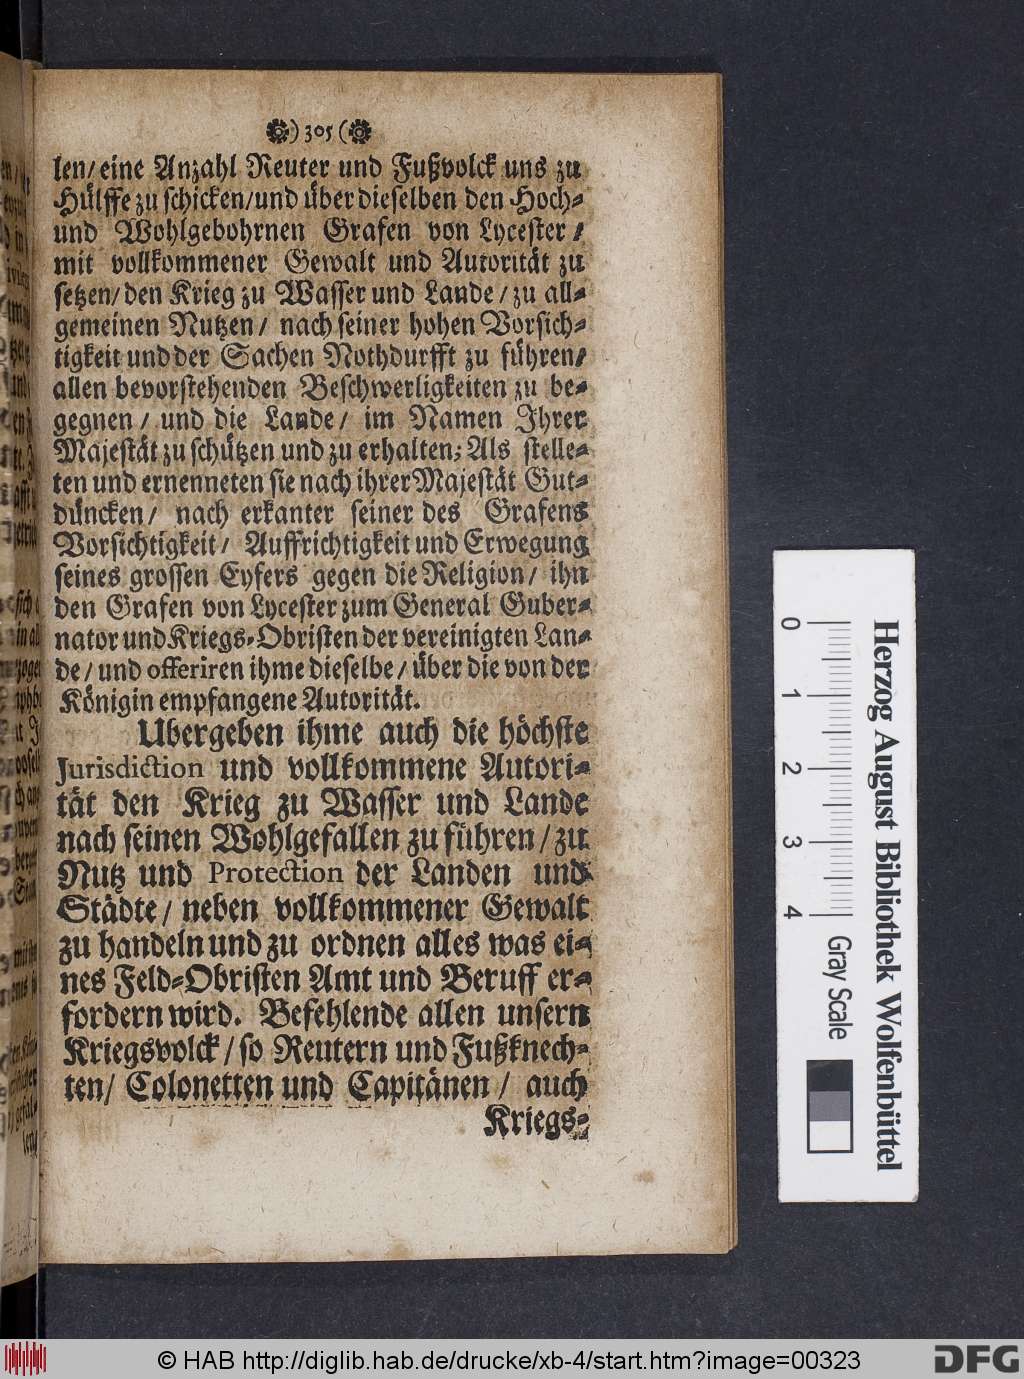 ) 305 (
len/ eine Anzahl Reuter und Fußvolck uns zu
Hülffe zu schicken/ und über dieselben den Hoch-
und Wohlgebohrnen Grafen von Lycester/
mit vollkommener Gewalt und Autorität zu
setzen/ den Krieg zu Wasser und Lande/ zu all-
gemeinen Nutzen/ nach seiner hohen Vorsich-
tigkeit und der Sachen Nothdurfft zu führen/
allen bevorstehenden Beschwerligkeiten zu be-
gegnen/ und die Lande/ im Namen Ihrer
Majestät zu schützen und zu erhalten; Als stelle-
ten und ernenneten sie nach ihrer Majestät Gut-
düncken/ nach erkanter seiner des Grafens
Vorsichtigkeit/ Auffrichtigkeit und Erwegung
seines grossen Eyfers gegen die Religion/ ihn
den Grafen von Lycester zum General Guber-
nator und Kriegs-Obristen der vereinigten Lan-
de/ und offeriren ihme dieselbe/ über die von der
Königin empfangene Autorität.
Ubergeben ihme auch die höchste
Jurisdiction und vollkommene Autori-
tät den Krieg zu Wasser und Lande
nach seinen Wohlgefallen zu führen/ zu
Nutz und Protection der Landen und
Städte/ neben vollkommener Gewalt
zu handeln und zu ordnen alles was ei-
nes Feld-Obristen Amt und Beruff er-
fordern wird. Befehlende allen unsern
Kriegsvolck/ so Reutern und Fußknech-
ten/ Colonetten und Capitänen/ auch
Kriegs-
0 1 2 3 4
Gray Scale
Herzog August Bibliothek Wolfenbüttel
© HAB http://diglib.hab.de/drucke/xb-4/start.htm?image=00323
DFG